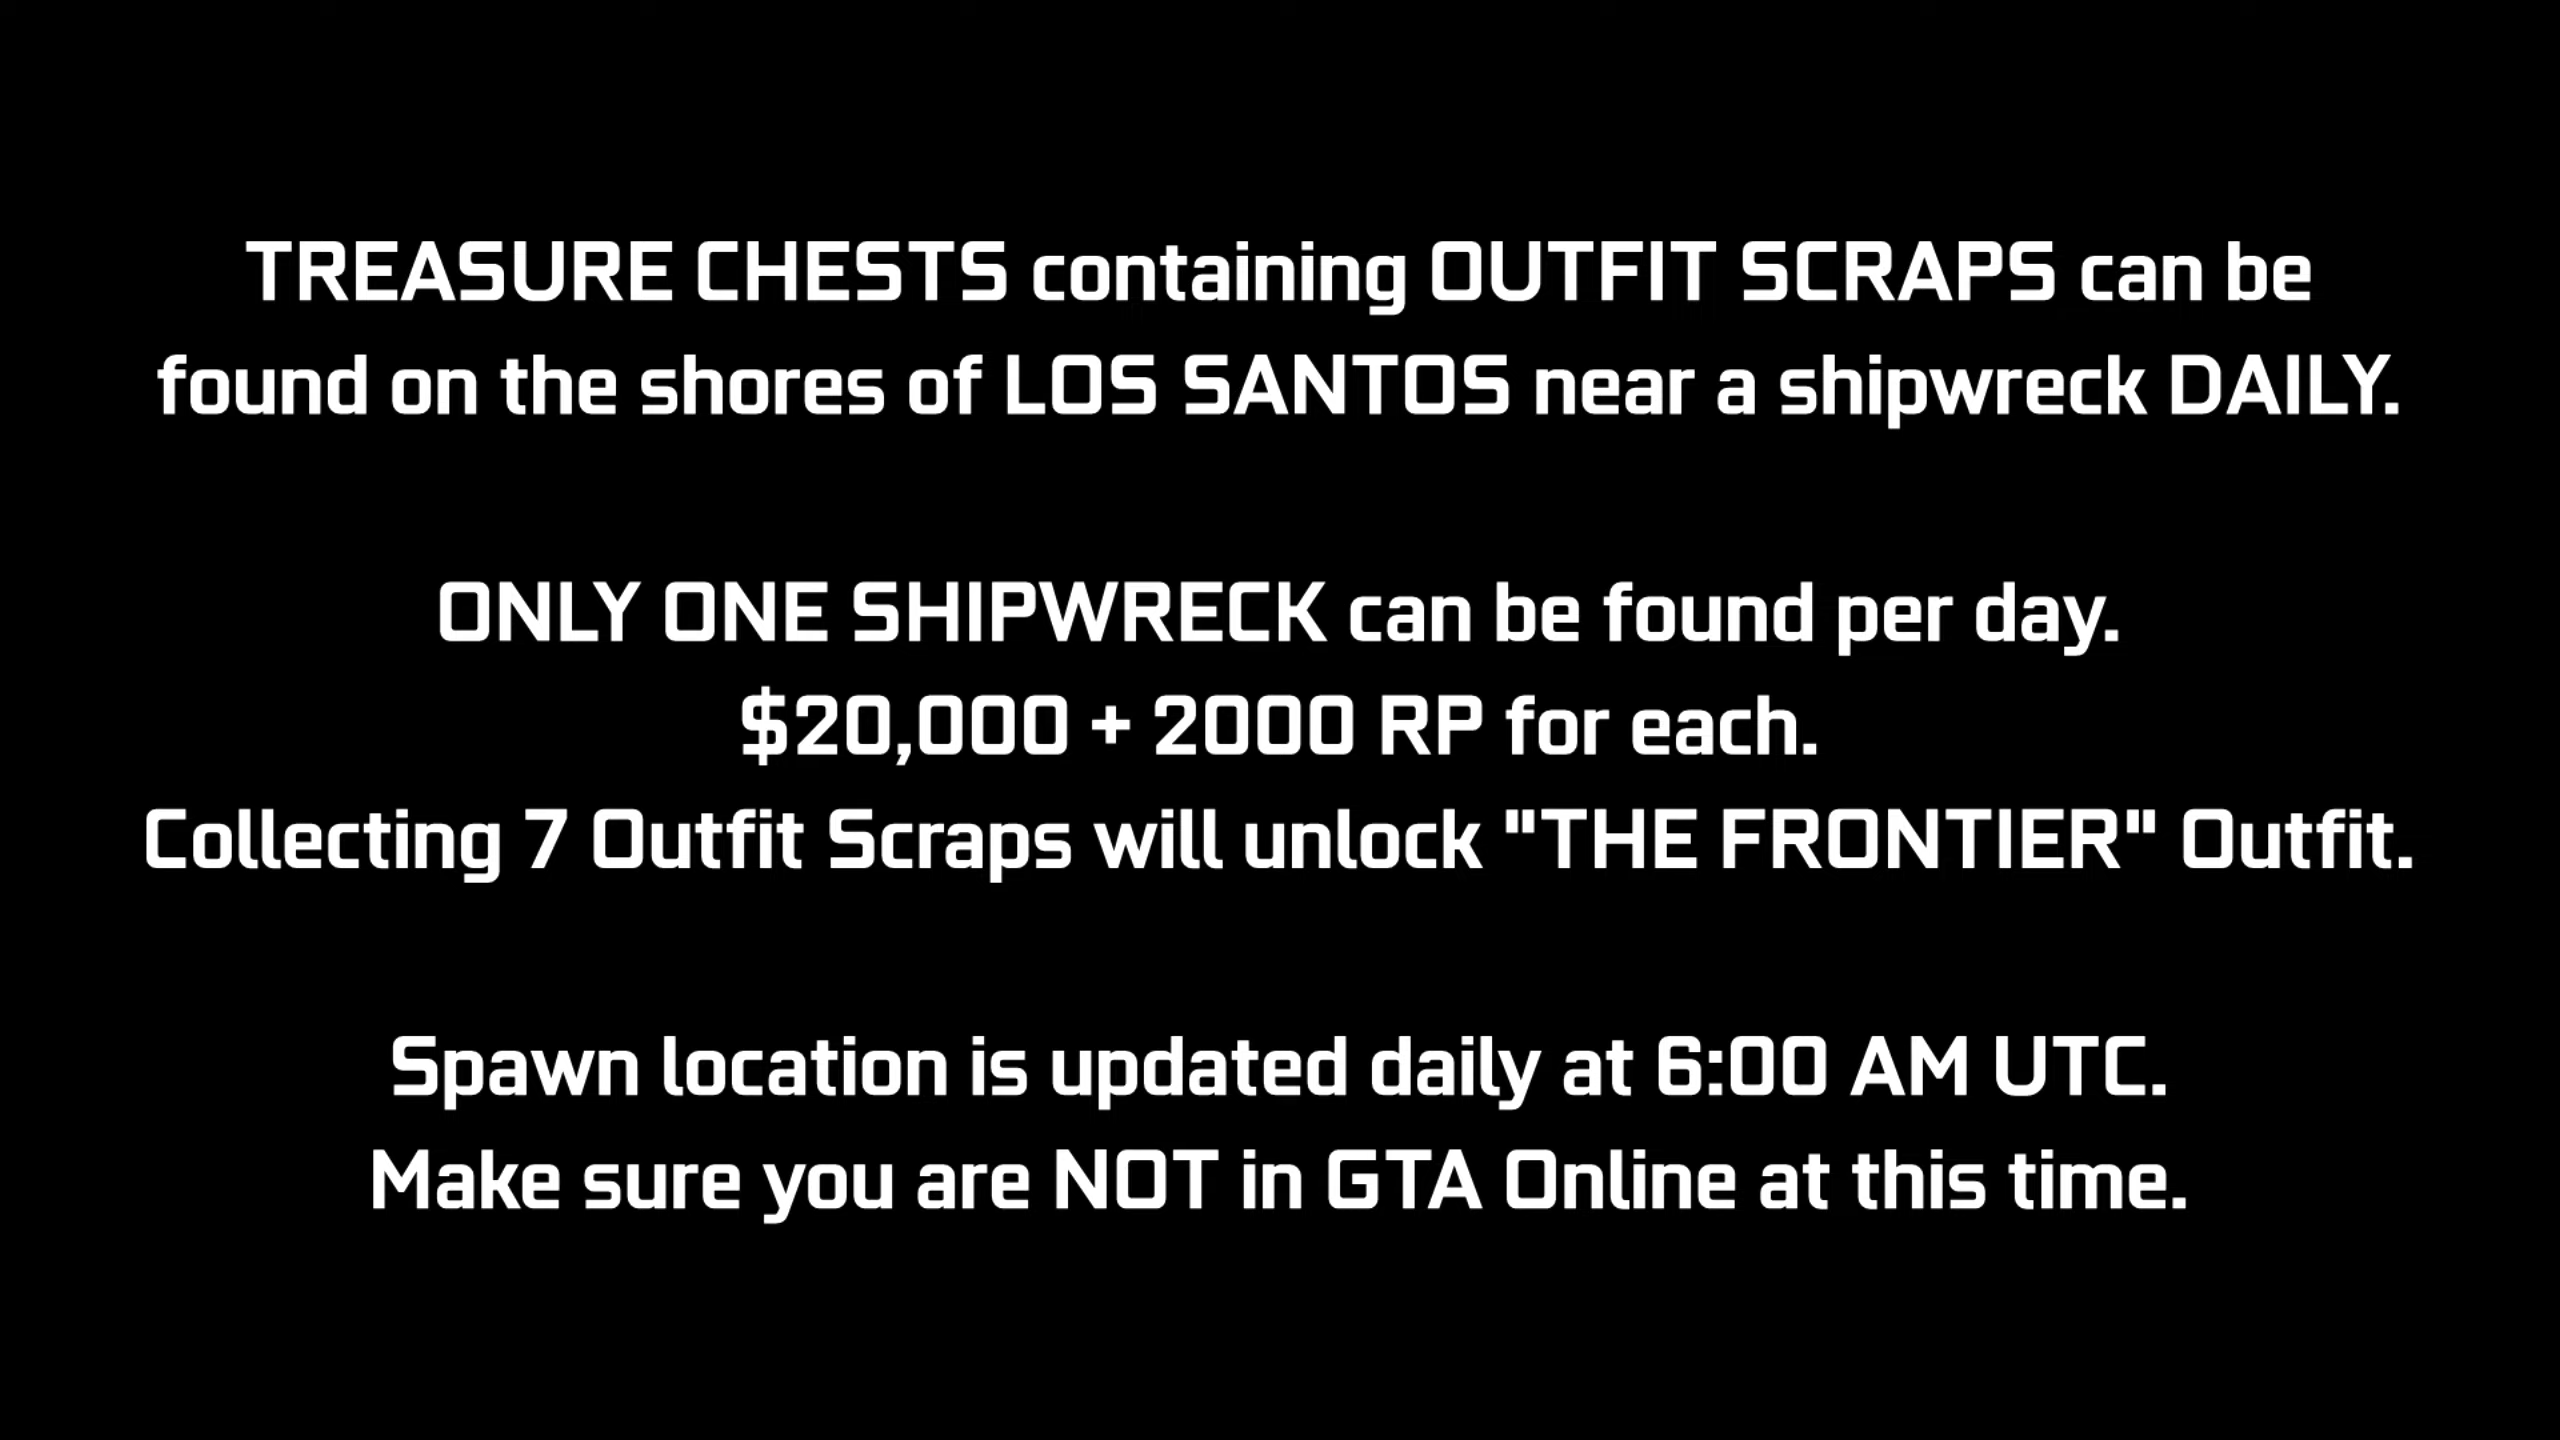 TREASURE CHESTS containing OUTFIT SCRAPS can be
found on the shores of LOS SANTOS near a shipwreck DAILY.
ONLY ONE SHIPWRECK can be found per day.
$20,000 + 2000 RP for each.
Collecting 7 Outfit Scraps will unlock "THE FRONTIER" Outfit.
Spawn location is updated daily at 6:00 AM UTC.
Make sure you are NOT in GTA Online at this time.